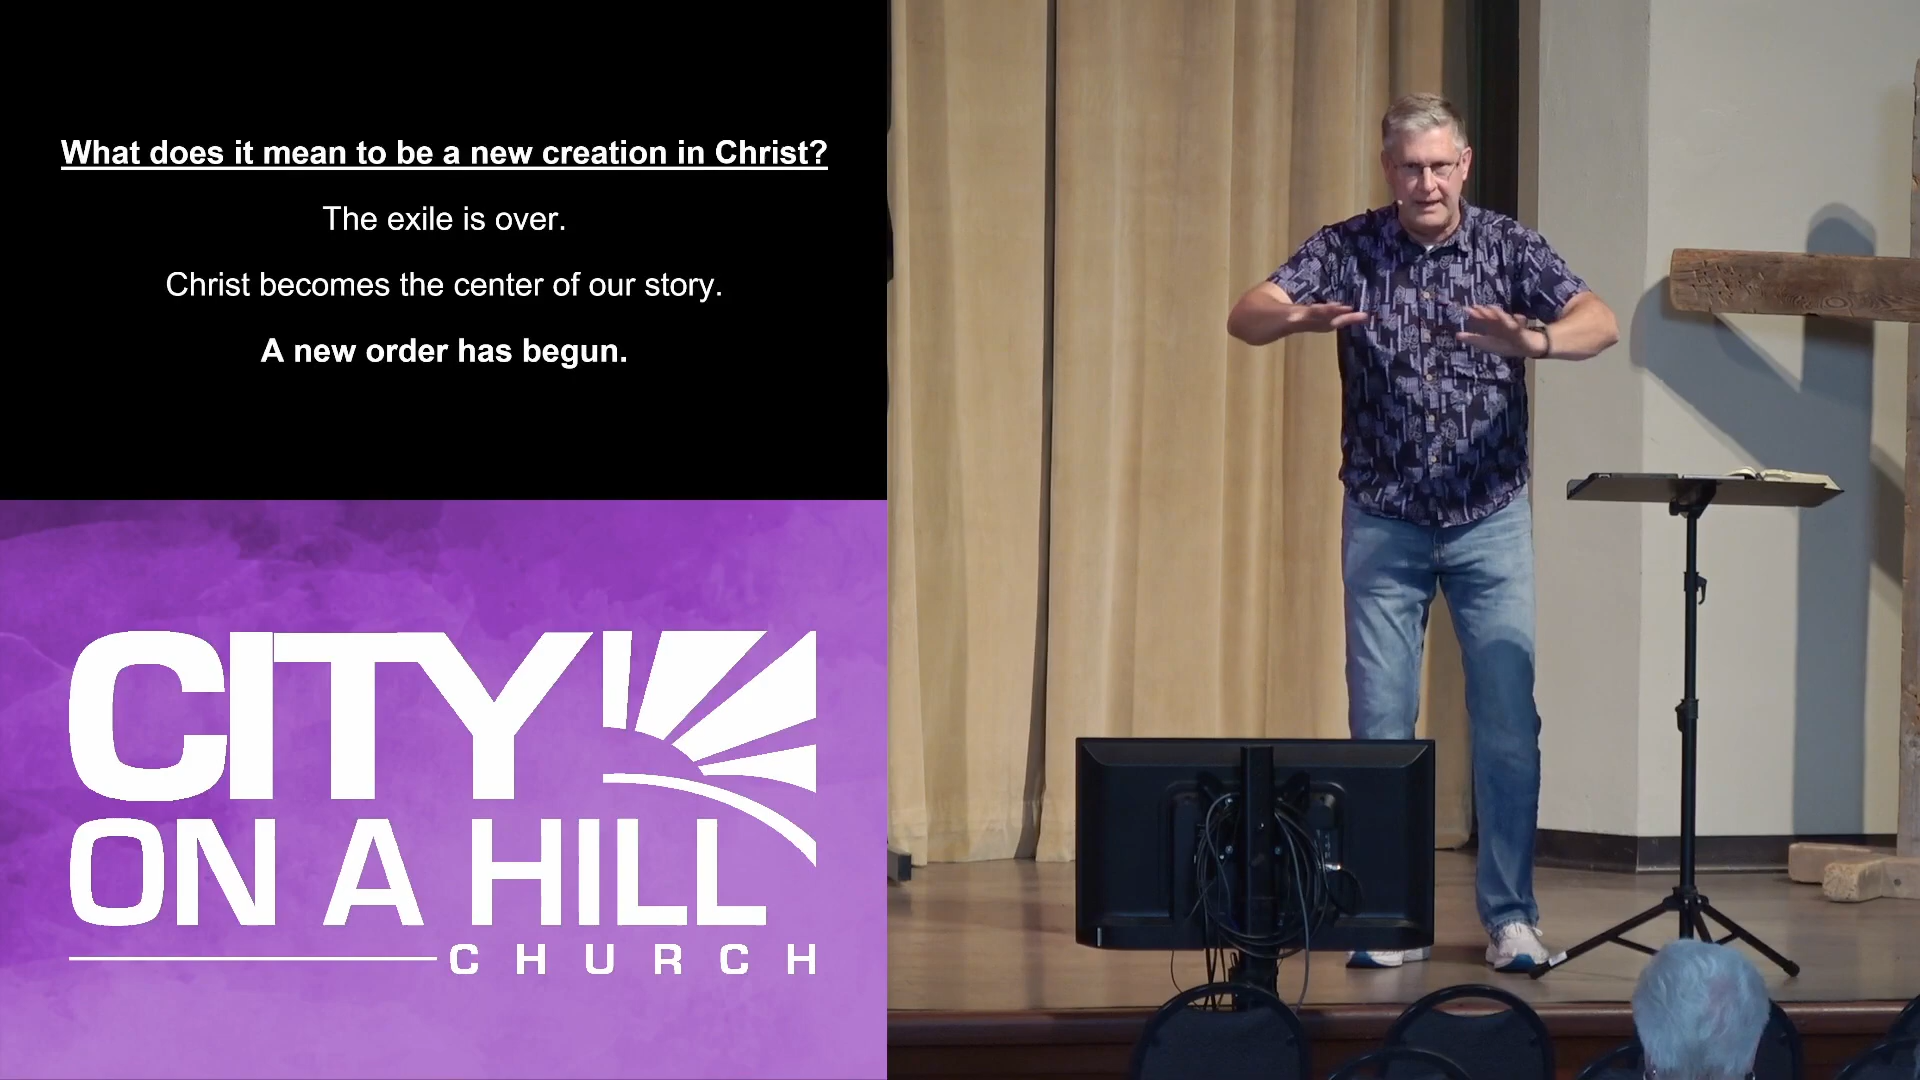 What does it mean to be a new creation in Christ?
The exile is over.
Christ becomes the center of our story.
A new order has begun.
CITY
ON A HILL
CHURCH